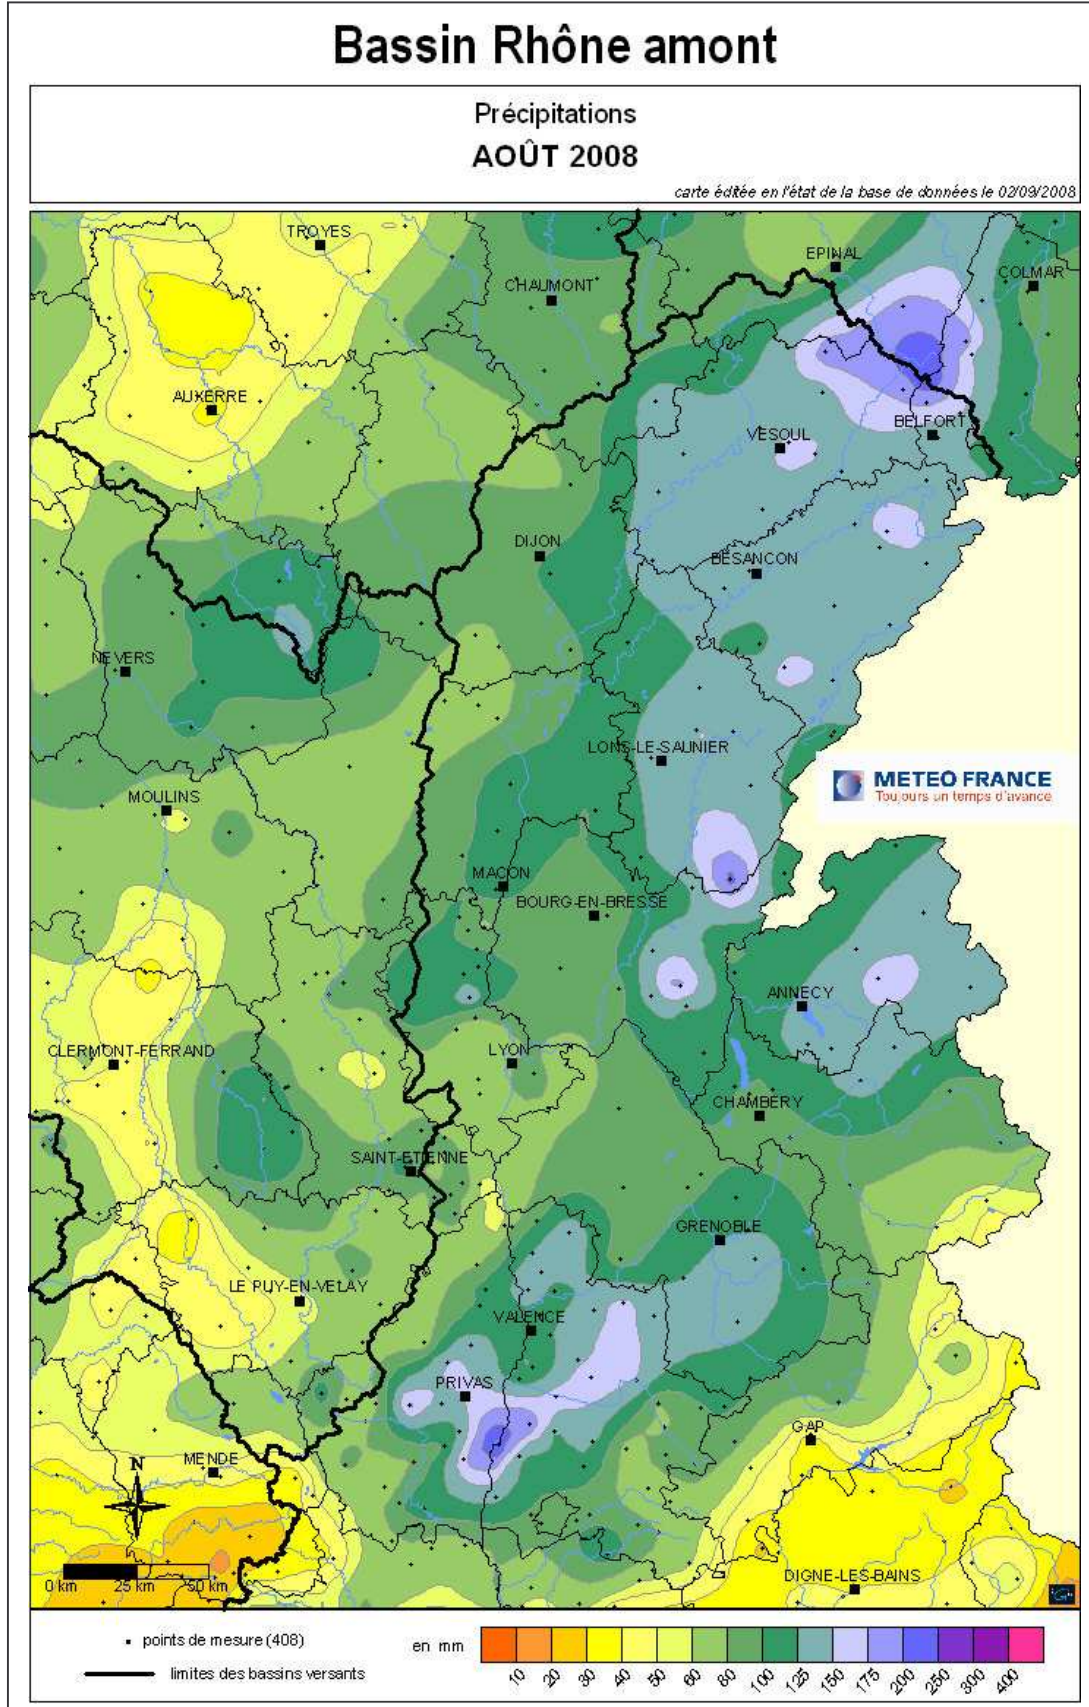 Bassin Rhône amont
Précipitations
AOÛT 2008
carte éditée en l'état de la base de données le 02/09/2008
TROYES
EPINAL
COLMAR
CHAUMONT
AUXERRE
BELFORT
VESOUL
DIJON
BESANCON
NEVERS
LONS-LE-SAUNIER
METEO FRANCE
Toujours un temps d'avance
MOULINS
MACON
BOURG-EN-BRESSE
ANNECY
CLERMONT-FERRAND
LYON
CHAMBERY
SAINT-ETIENNE
GRENOBLE
LE PUY-EN-VELAY
VALENCE
PRIVAS
GAP
MENDE
N
DIGNE-LES-BAINS
0 km 25 km 50 km
points de mesure (408)
limites des bassins versants
en mm
10 20 30 40 50 60 80 100 125 150 175 200 250 300 400